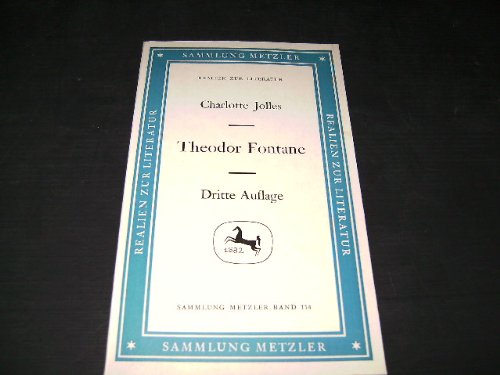 SAMMLUNG METZLER
REALIEN ZUR LITERATUR
Charlotte Jolles
Theodor Fontane
Dritte Auflage
1682
SAMMLUNG METZLER BAND 114
REALIEN ZUR LITERATUR
REALIEN ZUR LITERATUR
SAMMLUNG METZLER